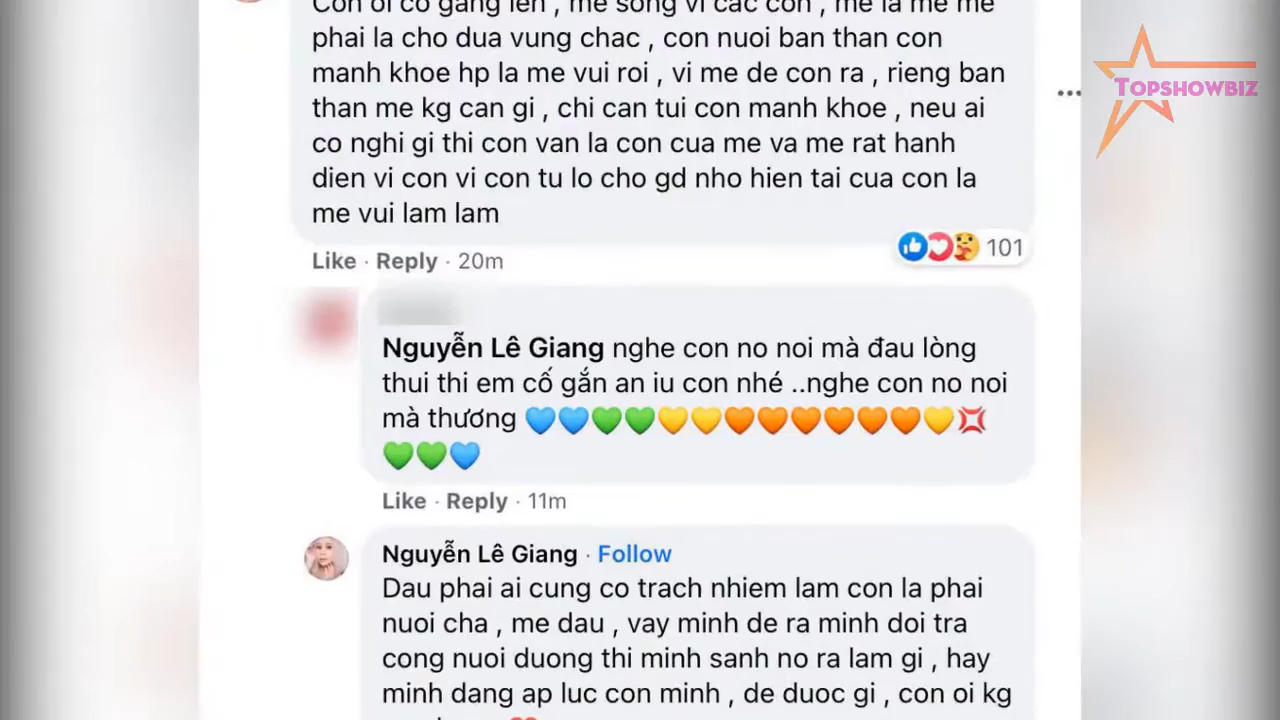 Con oi co gang len , me song vi cac con , me la me me
phai la cho dua vung chac , con nuoi ban than con
manh khoe hp la me vui roi , vi me de con ra , rieng ban
than me kg can gi , chi can tui con manh khoe , neu ai
co nghi gi thi con van la con cua me va me rat hanh
dien vi con vi con tu lo cho gd nho hien tai cua con la
me vui lam lam
Like · Reply · 20m
101
Nguyễn Lê Giang nghe con no noi mà đau lòng
thui thi em cố gắn an iu con nhé ..nghe con no noi
mà thương 💙💙💚💚💛💛🧡🧡🧡🧡🧡🧡💛💢
💚💚💙
Like · Reply · 11m
Nguyễn Lê Giang · Follow
Dau phai ai cung co trach nhiem lam con la phai
nuoi cha , me dau , vay minh de ra minh doi tra
cong nuoi duong thi minh sanh no ra lam gi , hay
minh dang ap luc con minh , de duoc gi , con oi kg
TOPSHOWBIZ